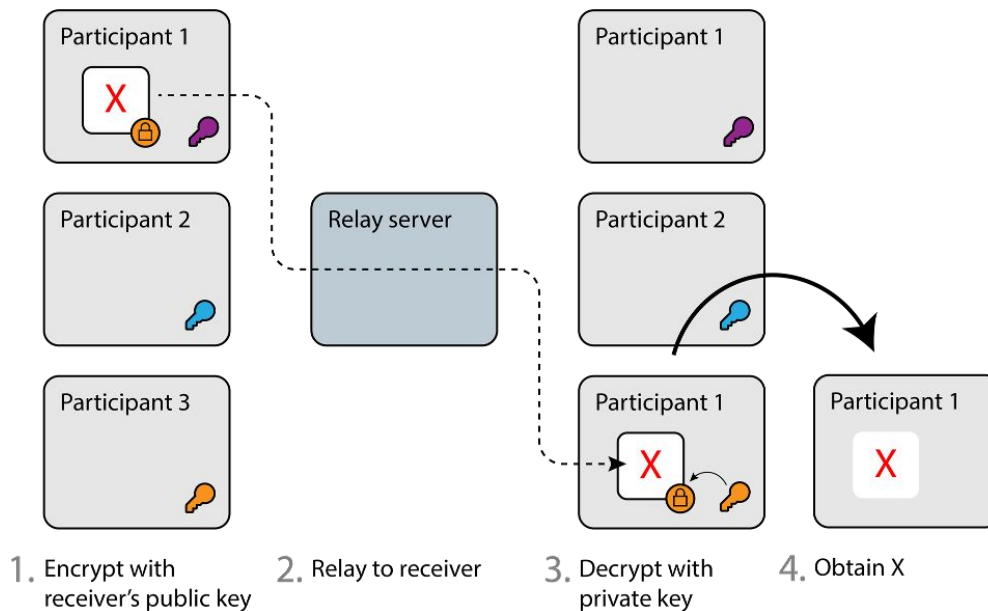 Participant 1
X
Participant 2
Participant 3
Relay server
Participant 1
Participant 2
Participant 1
X
Participant 1
X
1. Encrypt with
receiver's public key
2. Relay to receiver
3. Decrypt with
private key
4. Obtain X